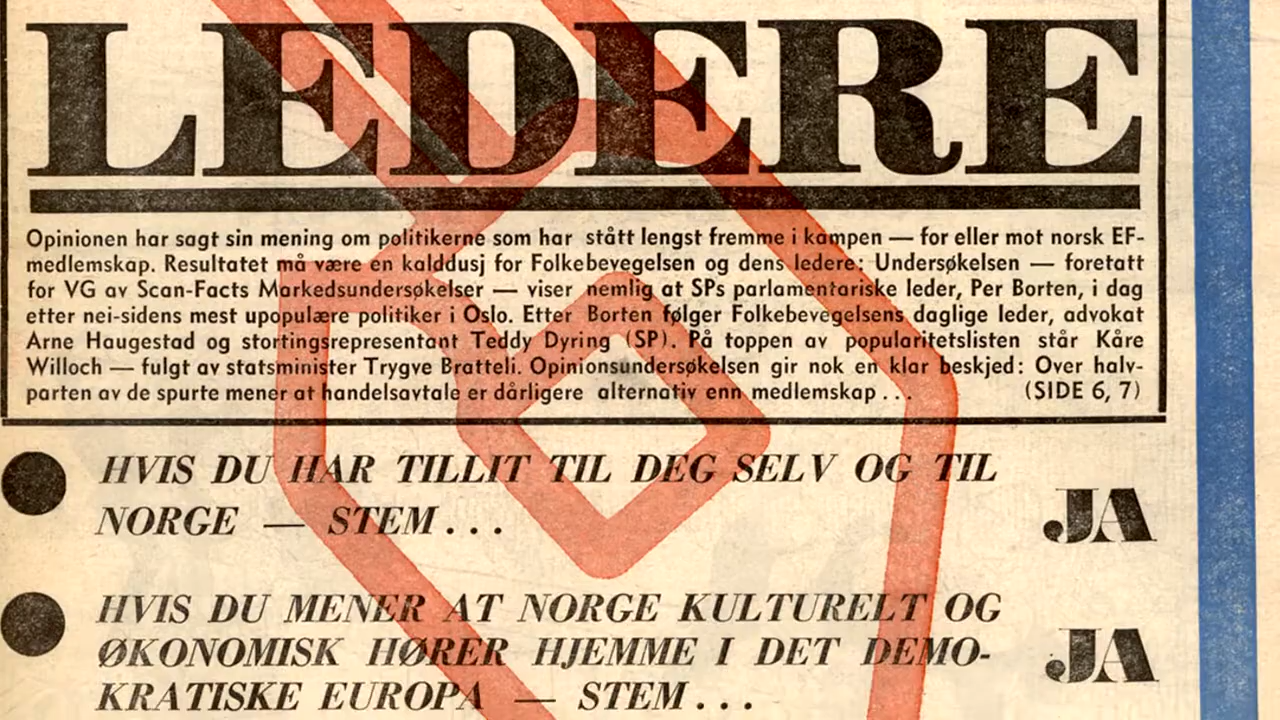 LEDERE
Opinionen har sagt sin mening om politikerne som har stått lengst fremme i kampen — for eller mot norsk EF-
medlemskap. Resultatet må være en kalddusj for Folkebevegelsen og dens ledere: Undersøkelsen — foretatt
for VG av Scan-Facts Markedsundersøkelser — viser nemlig at SPs parlamentariske leder, Per Borten, i dag
etter nei-sidens mest upopulære politiker i Oslo. Etter Borten følger Folkebevegelsens daglige leder, advokat
Arne Haugestad og stortingsrepresentant Teddy Dyring (SP). På toppen av popularitetslisten står Kåre
Willoch — fulgt av statsminister Trygve Bratteli. Opinionsundersøkelsen gir nok en klar beskjed: Over halv-
parten av de spurte mener at handelsavtale er dårligere alternativ enn medlemskap . . . (SIDE 6, 7)
HVIS DU HAR TILLIT TIL DEG SELV OG TIL
NORGE — STEM . . .
JA
HVIS DU MENER AT NORGE KULTURELT OG
ØKONOMISK HØRER HJEMME I DET DEMO-
KRATISKE EUROPA — STEM . . .
JA